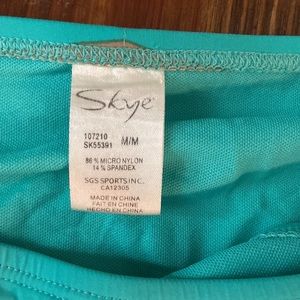 Skye
107210
SK55391 M/M
86% MICRO NYLON
14% SPANDEX
SGS SPORTS INC.
CA12305
MADE IN CHINA
FAIT EN CHINE
HECHO EN CHINA